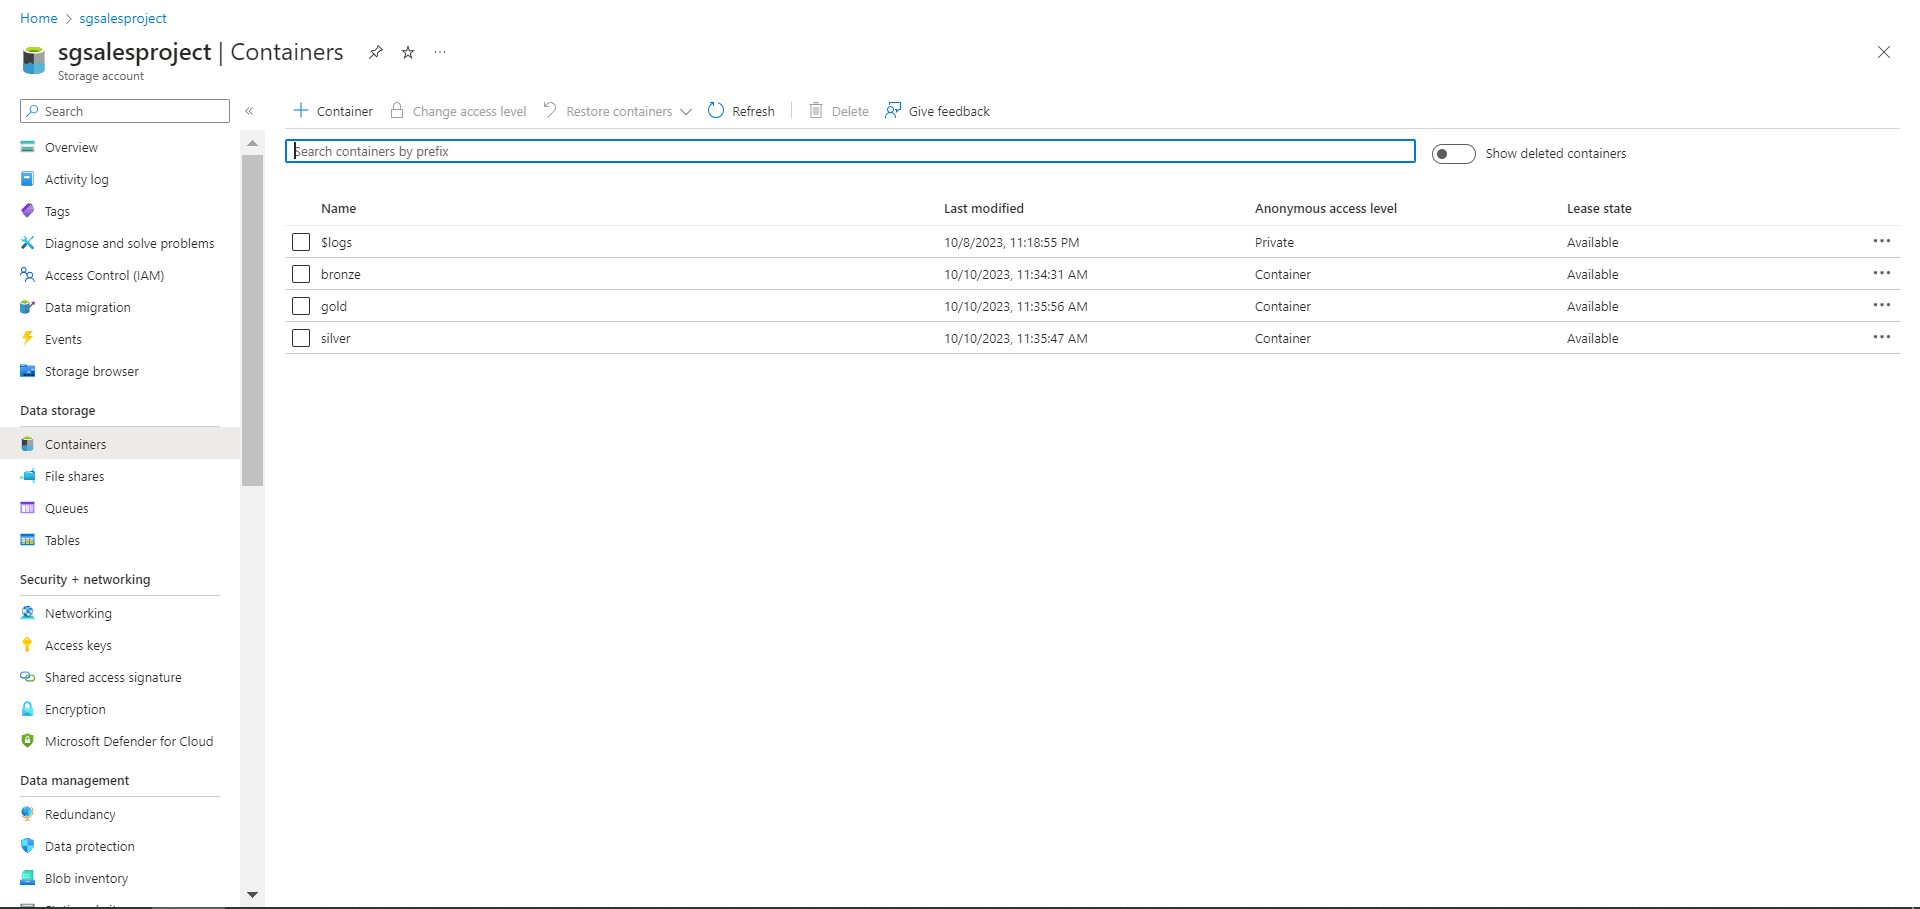 Home > sgsalesproject
sgsalesproject | Containers
Storage account
Search
Overview
Activity log
Tags
Diagnose and solve problems
Access Control (IAM)
Data migration
Events
Storage browser
Data storage
Containers
File shares
Queues
Tables
Security + networking
Networking
Access keys
Shared access signature
Encryption
Microsoft Defender for Cloud
Data management
Redundancy
Data protection
Blob inventory
Container Change access level Restore containers Refresh Delete Give feedback
Search containers by prefix Show deleted containers
Name Last modified Anonymous access level Lease state
$logs 10/8/2023, 11:18:55 PM Private Available
bronze 10/10/2023, 11:34:31 AM Container Available
gold 10/10/2023, 11:35:56 AM Container Available
silver 10/10/2023, 11:35:47 AM Container Available